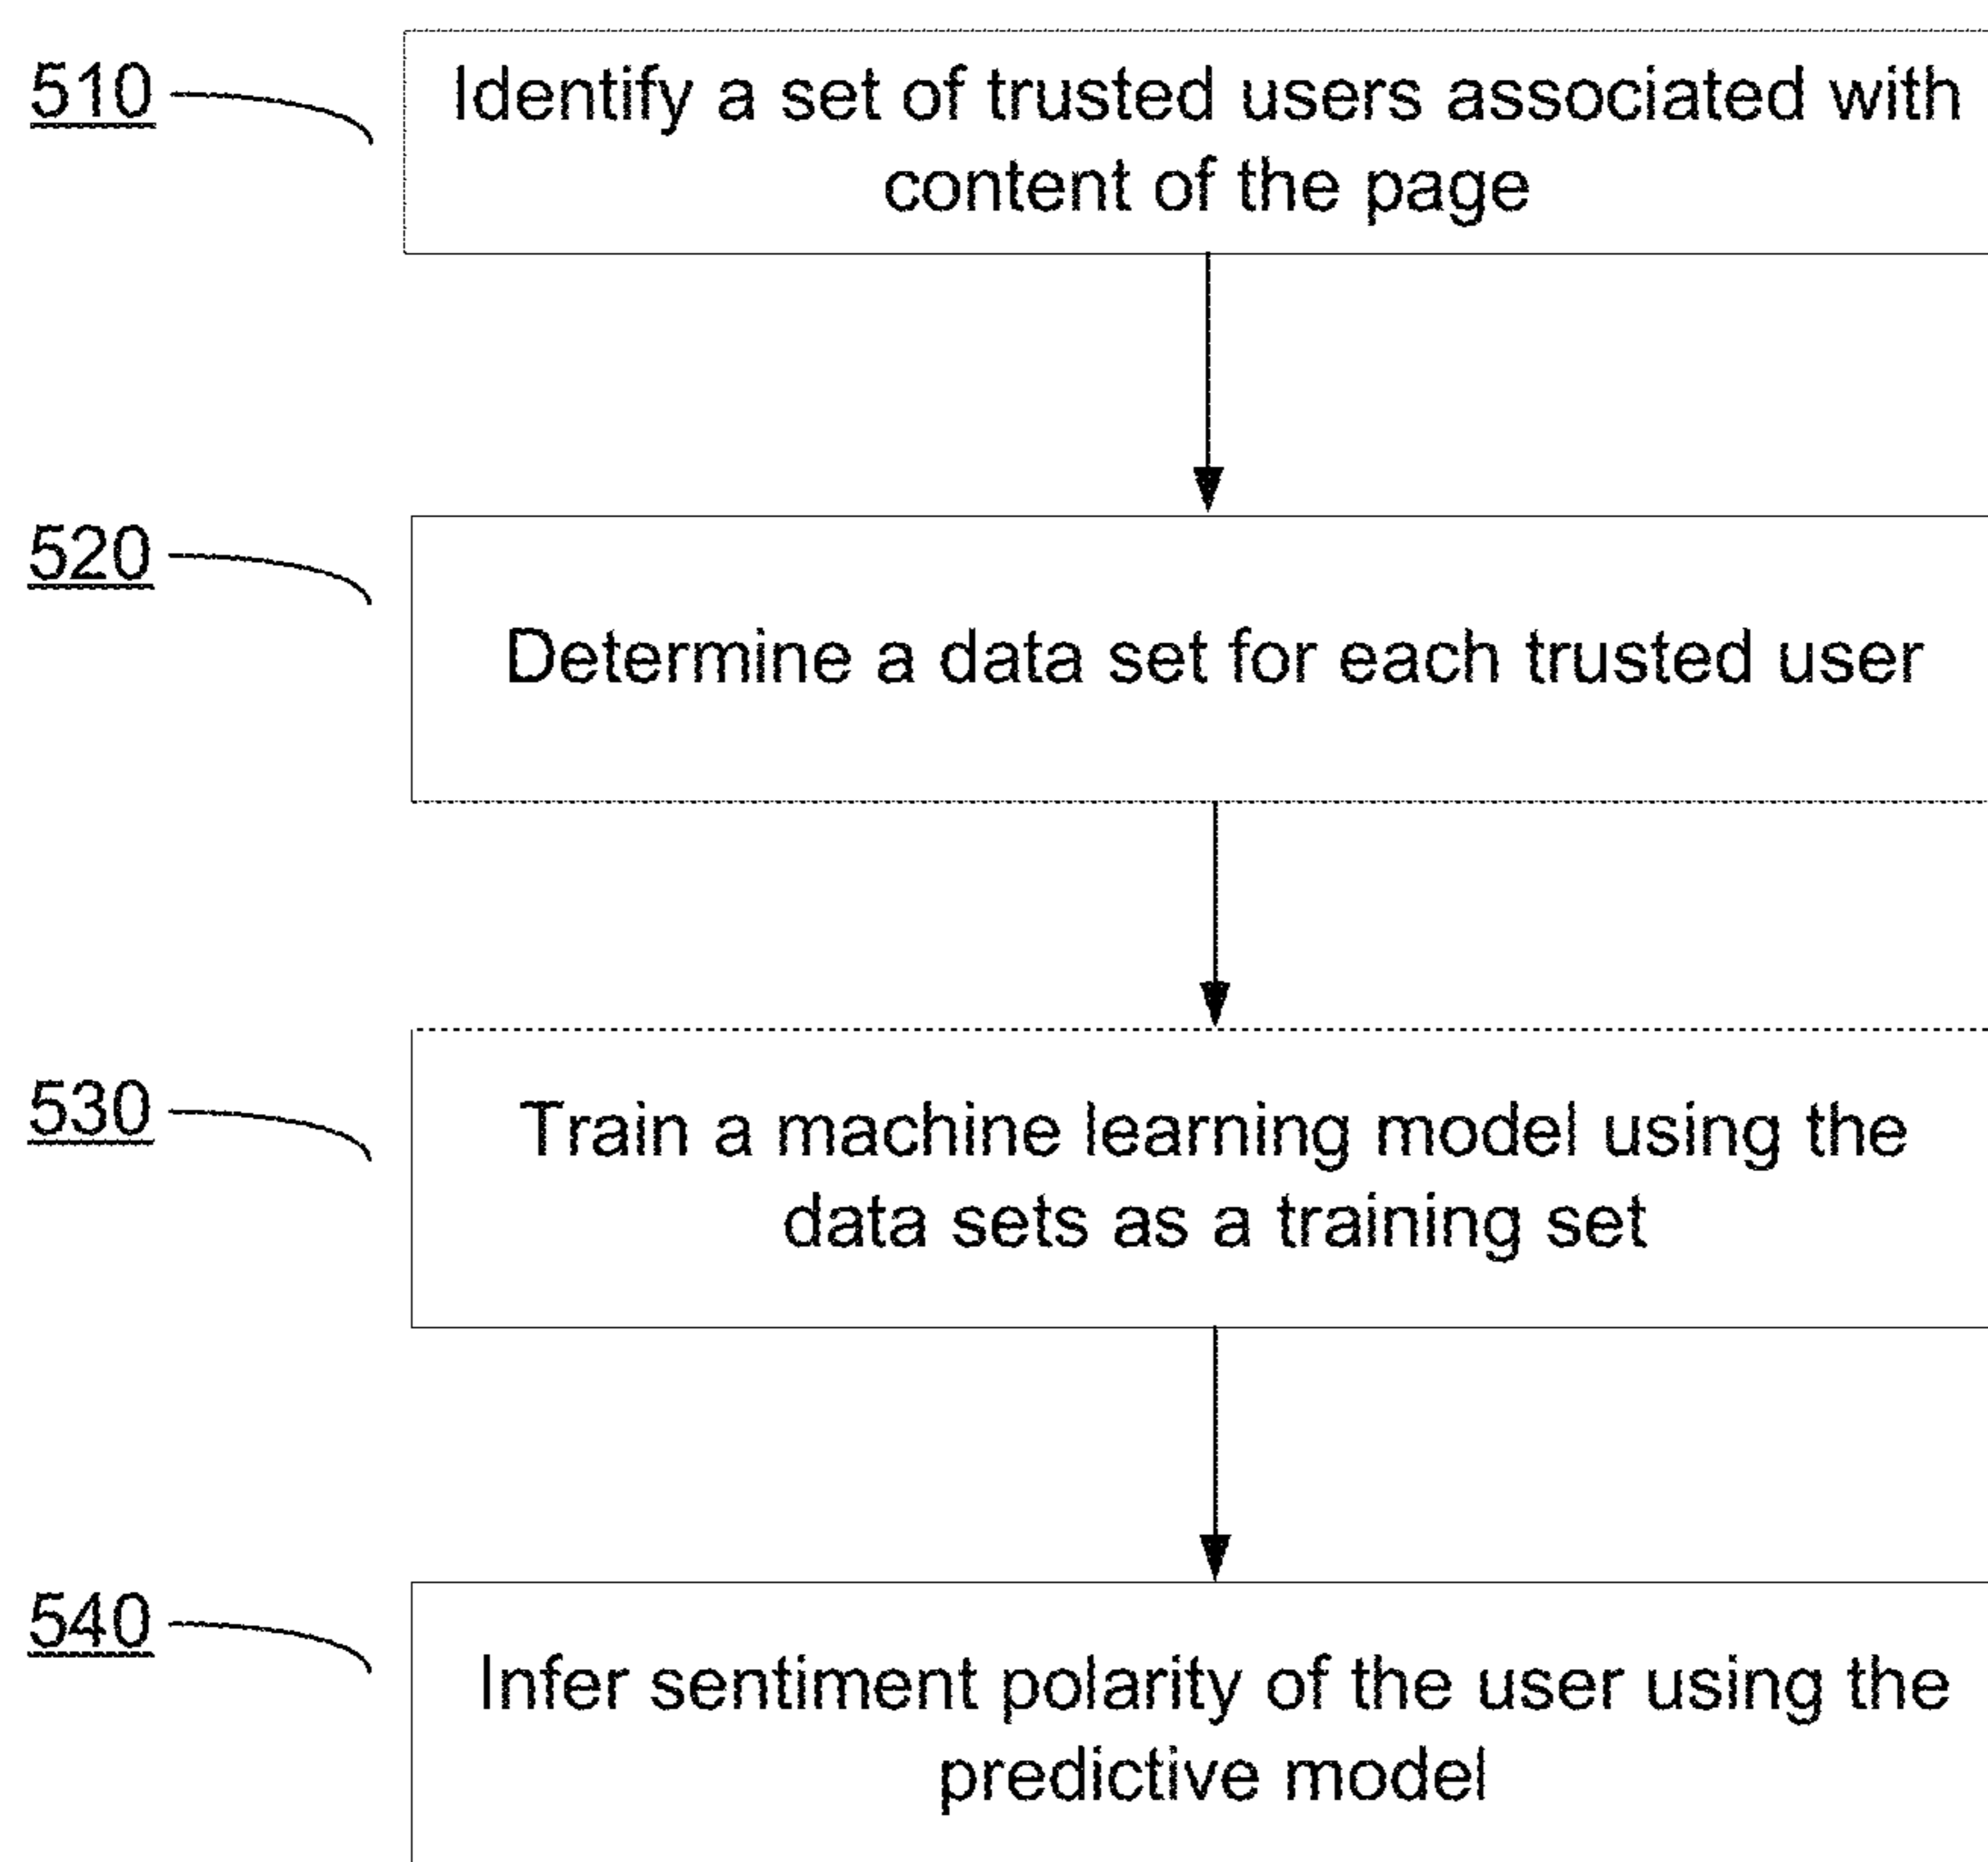 510
Identify a set of trusted users associated with
content of the page
520
Determine a data set for each trusted user
530
Train a machine learning model using the
data sets as a training set
540
Infer sentiment polarity of the user using the
predictive model